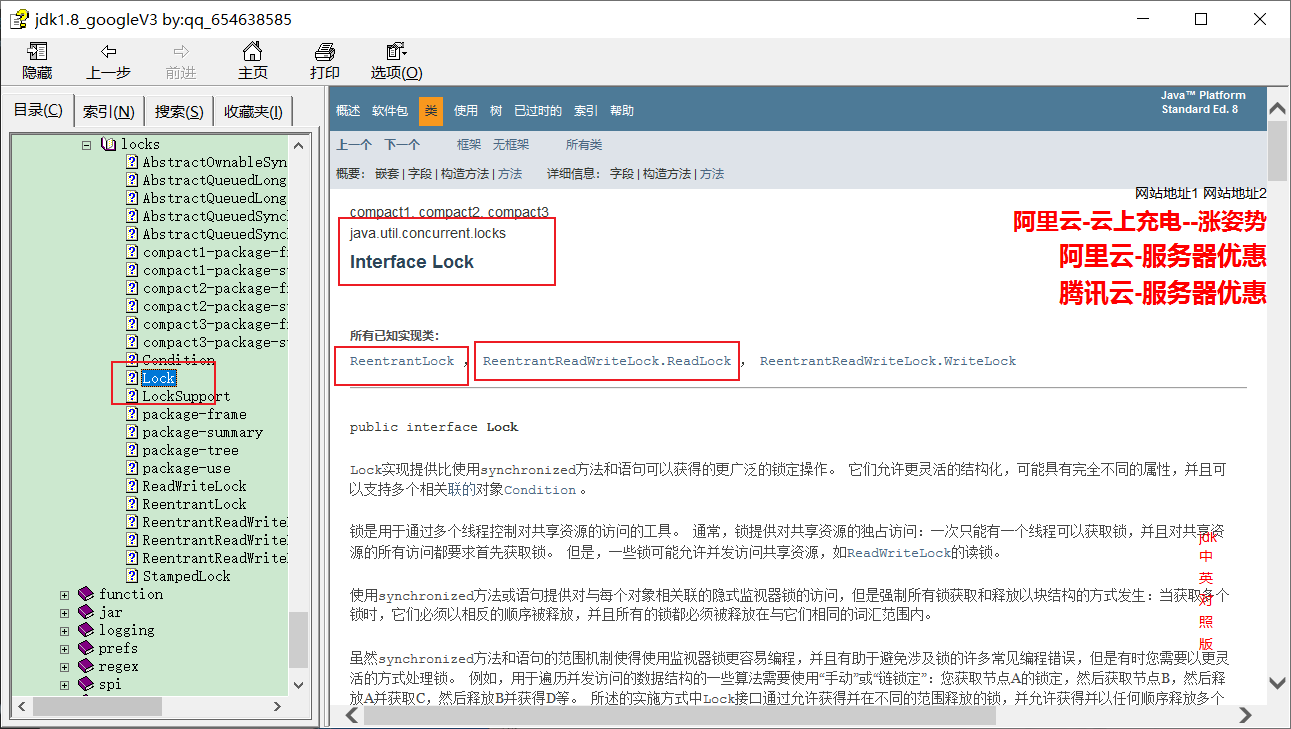 jdk1.8_googleV3 by:qq_654638585
隐藏 上一步 前进 主页 打印 选项(O)
目录(C) 索引(N) 搜索(S) 收藏夹(I)
locks
AbstractOwnableSyn
AbstractQueuedLong
AbstractQueuedLong
AbstractQueuedSync
AbstractQueuedSync
compact1-package-f
compact1-package-s
compact2-package-f
compact2-package-s
compact3-package-f
compact3-package-s
Condition
Lock
LockSupport
package-frame
package-summary
package-tree
package-use
ReadWriteLock
ReentrantLock
ReentrantReadWrite
ReentrantReadWrite
ReentrantReadWrite
StampedLock
function
jar
logging
prefs
regex
spi
概述 软件包 类 使用 树 已过时的 索引 帮助
Java™ Platform
Standard Ed. 8
上一个 下一个 框架 无框架 所有类
概要： 嵌套 | 字段 | 构造方法 | 方法 详细信息： 字段 | 构造方法 | 方法
网站地址1 网站地址2
阿里云-云上充电--涨姿势
阿里云-服务器优惠
腾讯云-服务器优惠
compact1, compact2, compact3
java.util.concurrent.locks
Interface Lock
所有已知实现类：
ReentrantLock ， ReentrantReadWriteLock.ReadLock ， ReentrantReadWriteLock.WriteLock
public interface Lock
Lock实现提供比使用synchronized方法和语句可以获得的更广泛的锁定操作。 它们允许更灵活的结构化，可能具有完全不同的属性，并且可
以支持多个相关联的对象Condition 。
锁是用于通过多个线程控制对共享资源的访问的工具。 通常，锁提供对共享资源的独占访问：一次只能有一个线程可以获取锁，并且对共享资
源的所有访问都要求首先获取锁。 但是，一些锁可能允许并发访问共享资源，如ReadWriteLock的读锁。
使用synchronized方法或语句提供对与每个对象相关联的隐式监视器锁的访问，但是强制所有锁获取和释放以块结构的方式发生：当获取多个
锁时，它们必须以相反的顺序被释放，并且所有的锁都必须被释放在与它们相同的词汇范围内。
虽然synchronized方法和语句的范围机制使得使用监视器锁更容易编程，并且有助于避免涉及锁的许多常见编程错误，但是有时您需要以更灵
活的方式处理锁。 例如，用于遍历并发访问的数据结构的一些算法需要使用“手动”或“链锁定”：您获取节点A的锁定，然后获取节点B，然后释
放A并获取C，然后释放B并获得D等。 所述的实施方式中Lock接口通过允许获得并在不同的范围释放的锁，并允许获得并以任何顺序释放多个
jdk
中
英
对
照
版